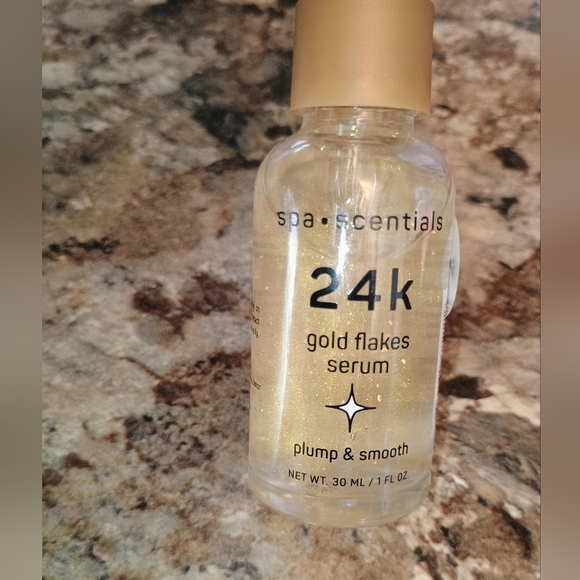 spa•scentials
24k
gold flakes
serum
plump & smooth
NET WT. 30 ML / 1 FL OZ.